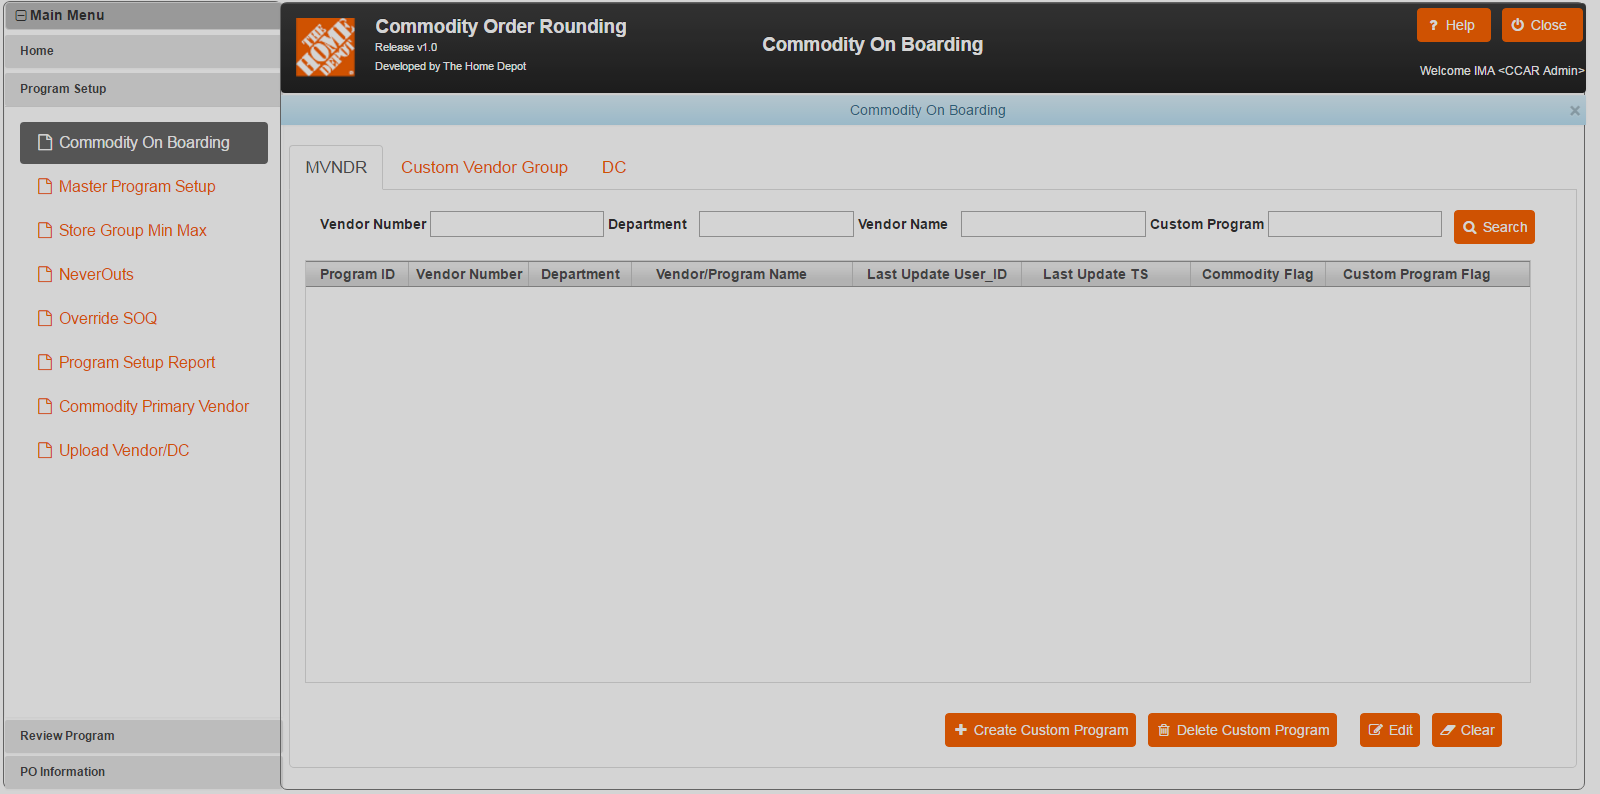 Main Menu
Home
Program Setup
Commodity On Boarding
Master Program Setup
Store Group Min Max
NeverOuts
Override SOQ
Program Setup Report
Commodity Primary Vendor
Upload Vendor/DC
Review Program
PO Information
THE HOME DEPOT
Commodity Order Rounding
Release v1.0
Developed by The Home Depot
Commodity On Boarding
? Help
Close
Welcome IMA <CCAR Admin>
Commodity On Boarding ×
MVNDR Custom Vendor Group DC
Vendor Number Department Vendor Name Custom Program Search
Program ID Vendor Number Department Vendor/Program Name Last Update User_ID Last Update TS Commodity Flag Custom Program Flag
Create Custom Program Delete Custom Program Edit Clear